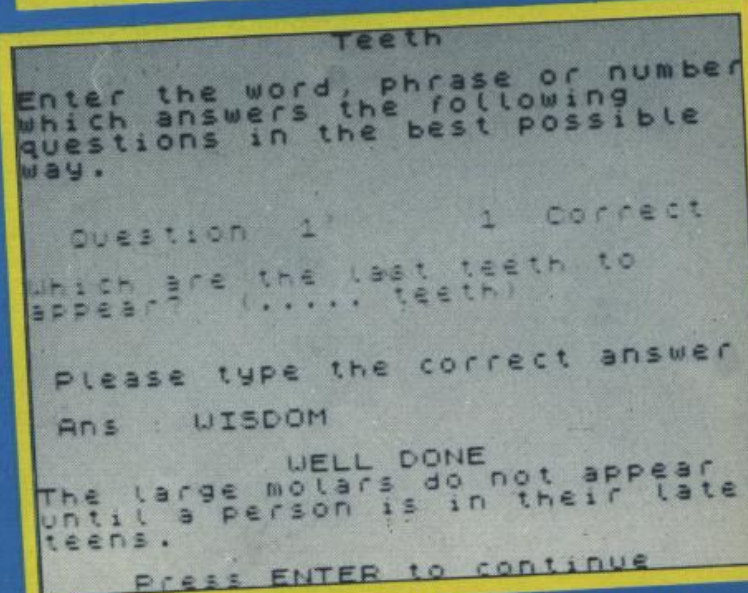 Teeth
Enter the word, phrase or number
which answers the following
questions in the best possible
way.
Question 1 1 Correct
Which are the last teeth to
appear? (..... teeth)
Please type the correct answer
Ans : WISDOM
WELL DONE
The large molars do not appear
until a person is in their late
teens.
Press ENTER to continue